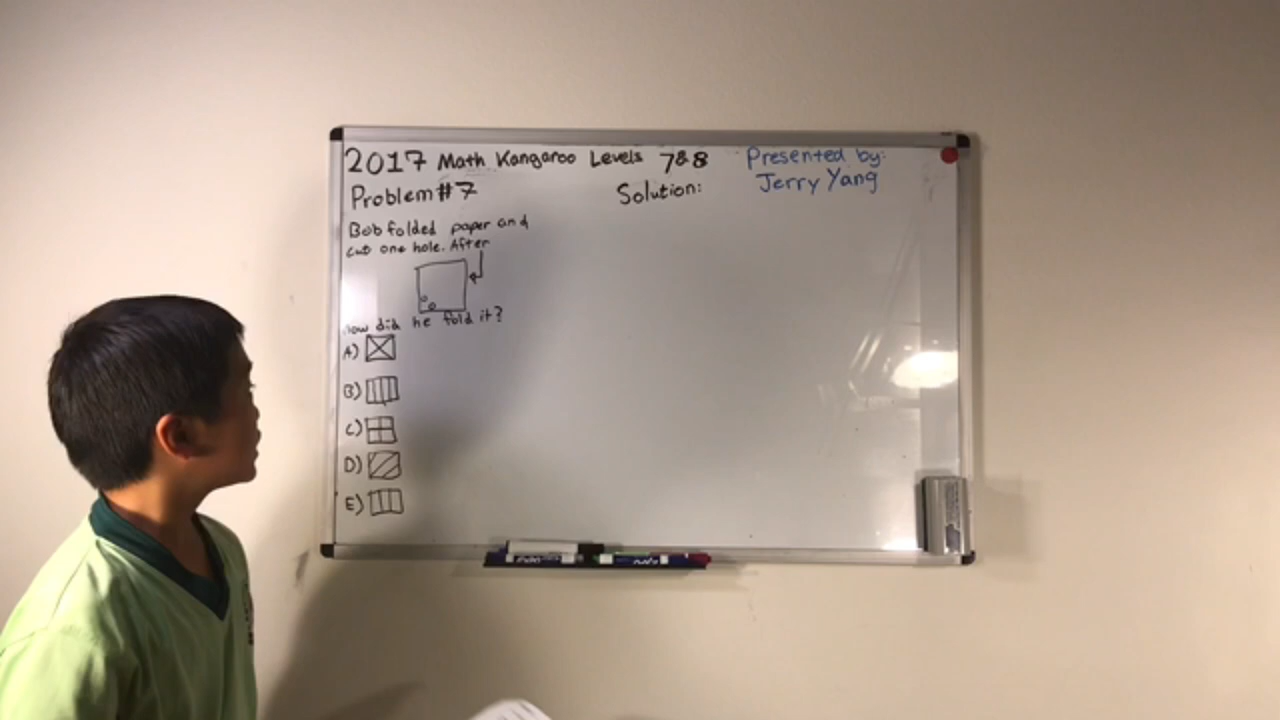 2017 Math Kangaroo Levels 7&8
Presented by:
Jerry Yang
Problem #7
Solution:
Bob folded paper and
cut one hole. After
How did he fold it?
A)
B)
C)
D)
E)